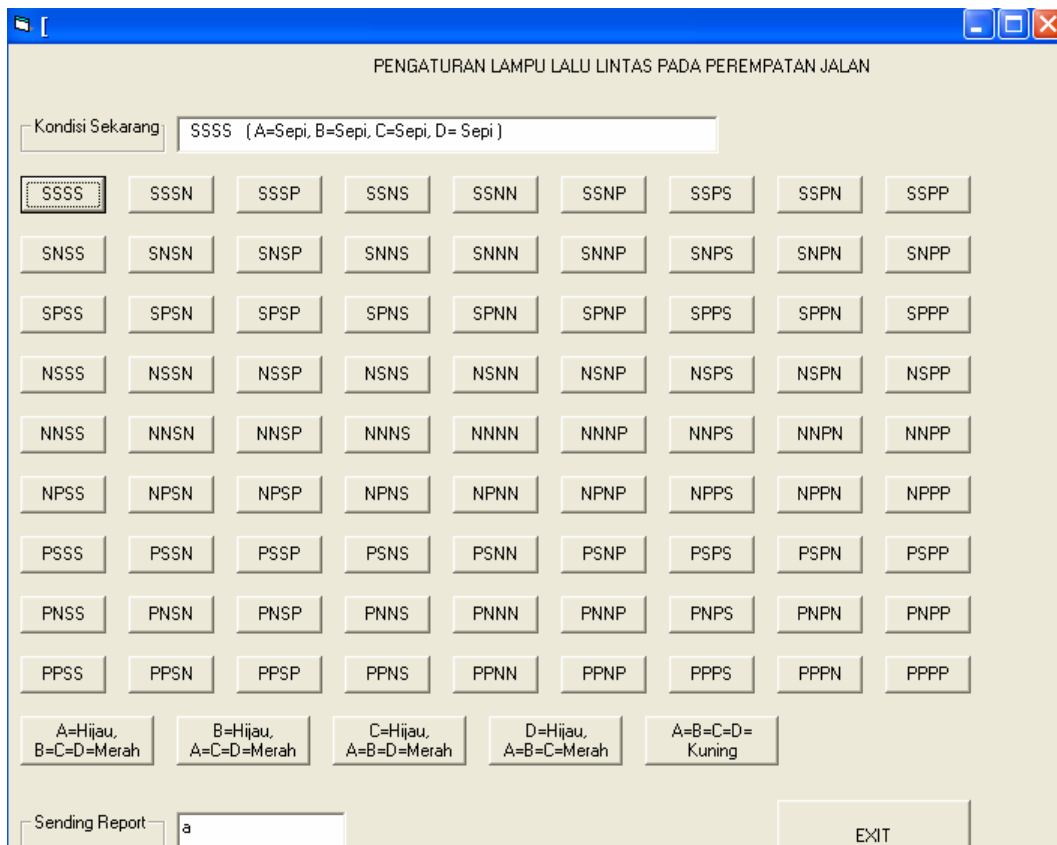 [
PENGATURAN LAMPU LALU LINTAS PADA PEREMPATAN JALAN
Kondisi Sekarang SSSS ( A=Sepi, B=Sepi, C=Sepi, D= Sepi )
SSSS SSSN SSSP SSNS SSNN SSNP SSPS SSPN SSPP
SNSS SNSN SNSP SNNS SNNN SNNP SNPS SNPN SNPP
SPSS SPSN SPSP SPNS SPNN SPNP SPPS SPPN SPPP
NSSS NSSN NSSP NSNS NSNN NSNP NSPS NSPN NSPP
NNSS NNSN NNSP NNNS NNNN NNNP NNPS NNPN NNPP
NPSS NPSN NPSP NPNS NPNN NPNP NPPS NPPN NPPP
PSSS PSSN PSSP PSNS PSNN PSNP PSPS PSPN PSPP
PNSS PNSN PNSP PNNS PNNN PNNP PNPS PNPN PNPP
PPSS PPSN PPSP PPNS PPNN PPNP PPPS PPPN PPPP
A=Hijau,
B=C=D=Merah
B=Hijau,
A=C=D=Merah
C=Hijau,
A=B=D=Merah
D=Hijau,
A=B=C=Merah
A=B=C=D=
Kuning
Sending Report a
EXIT